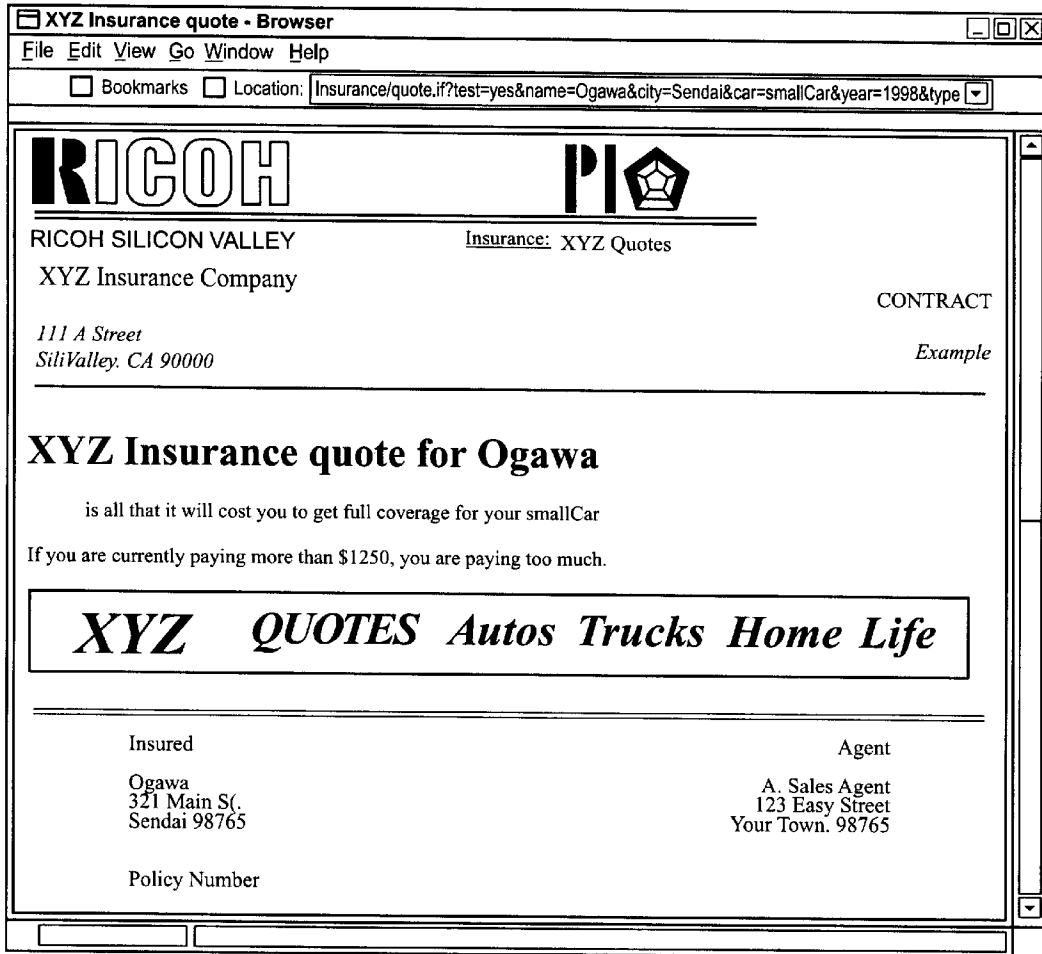 XYZ Insurance quote - Browser
File Edit View Go Window Help
Bookmarks Location: Insurance/quote.if?test=yes&name=Ogawa&city=Sendai&car=smallCar&year=1998&type
RICOH PI
RICOH SILICON VALLEY Insurance: XYZ Quotes
XYZ Insurance Company
CONTRACT
111 A Street
SiliValley. CA 90000
Example
XYZ Insurance quote for Ogawa
is all that it will cost you to get full coverage for your smallCar
If you are currently paying more than $1250, you are paying too much.
XYZ QUOTES Autos Trucks Home Life
Insured Agent
Ogawa A. Sales Agent
321 Main S(. 123 Easy Street
Sendai 98765 Your Town. 98765
Policy Number